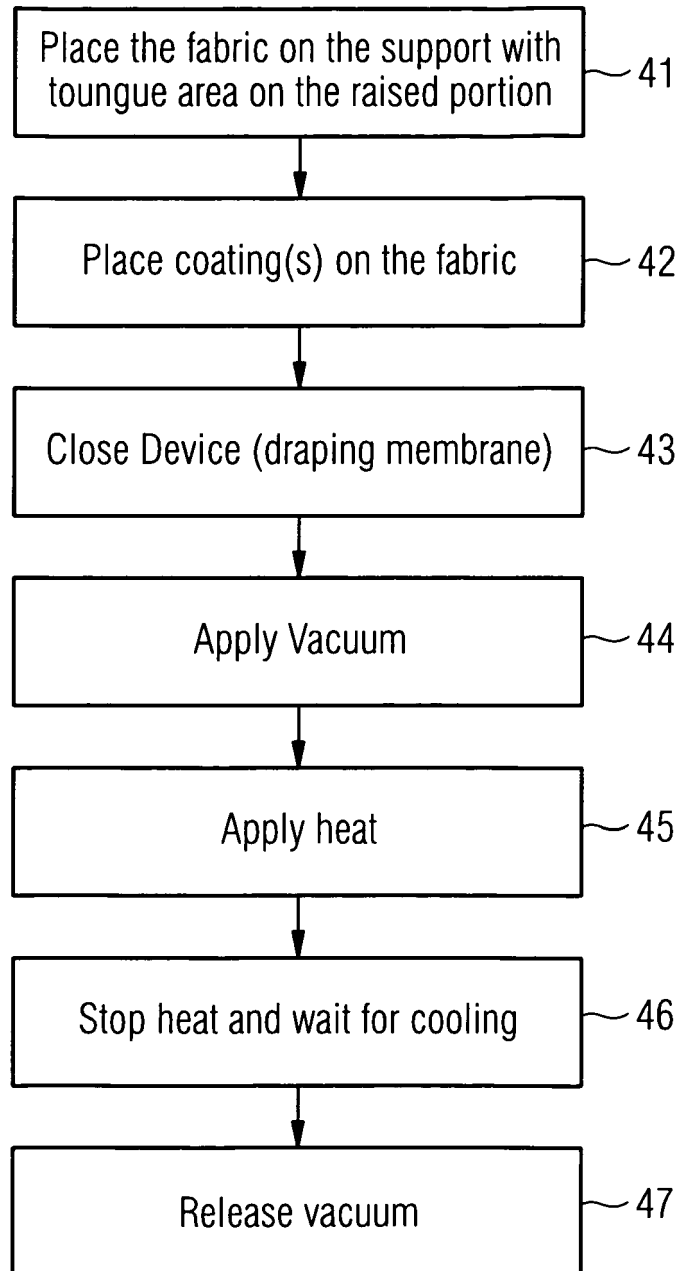 Place the fabric on the support with
toungue area on the raised portion
41
Place coating(s) on the fabric
42
Close Device (draping membrane)
43
Apply Vacuum
44
Apply heat
45
Stop heat and wait for cooling
46
Release vacuum
47